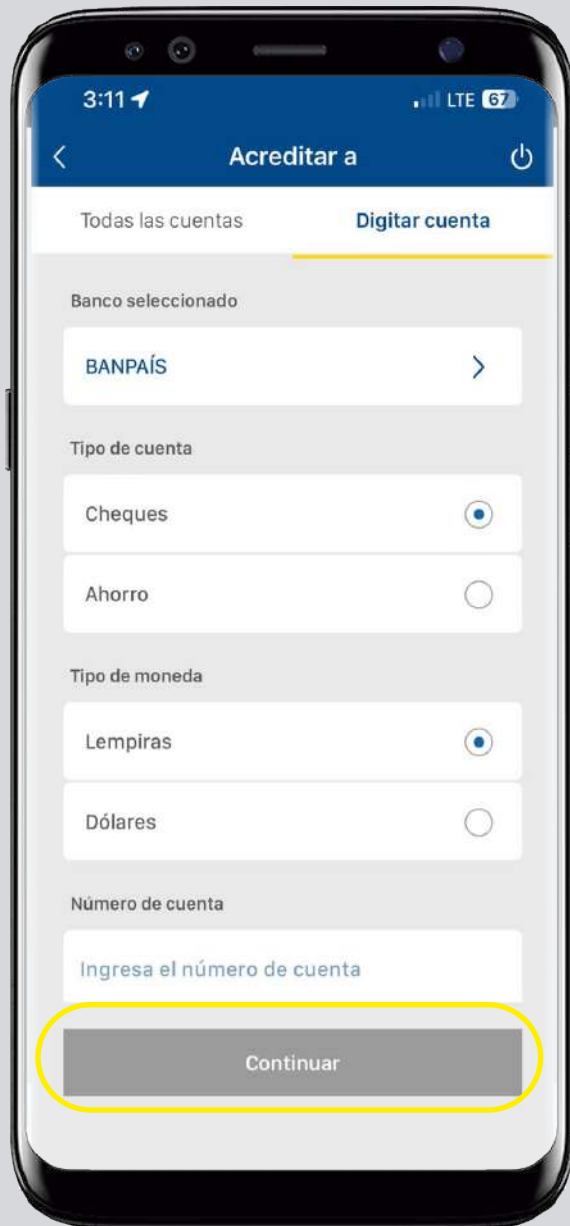 3:11 LTE 67
Acreditar a
Todas las cuentas Digitar cuenta
Banco seleccionado
BANPAÍS
Tipo de cuenta
Cheques
Ahorro
Tipo de moneda
Lempiras
Dólares
Número de cuenta
Ingresa el número de cuenta
Continuar